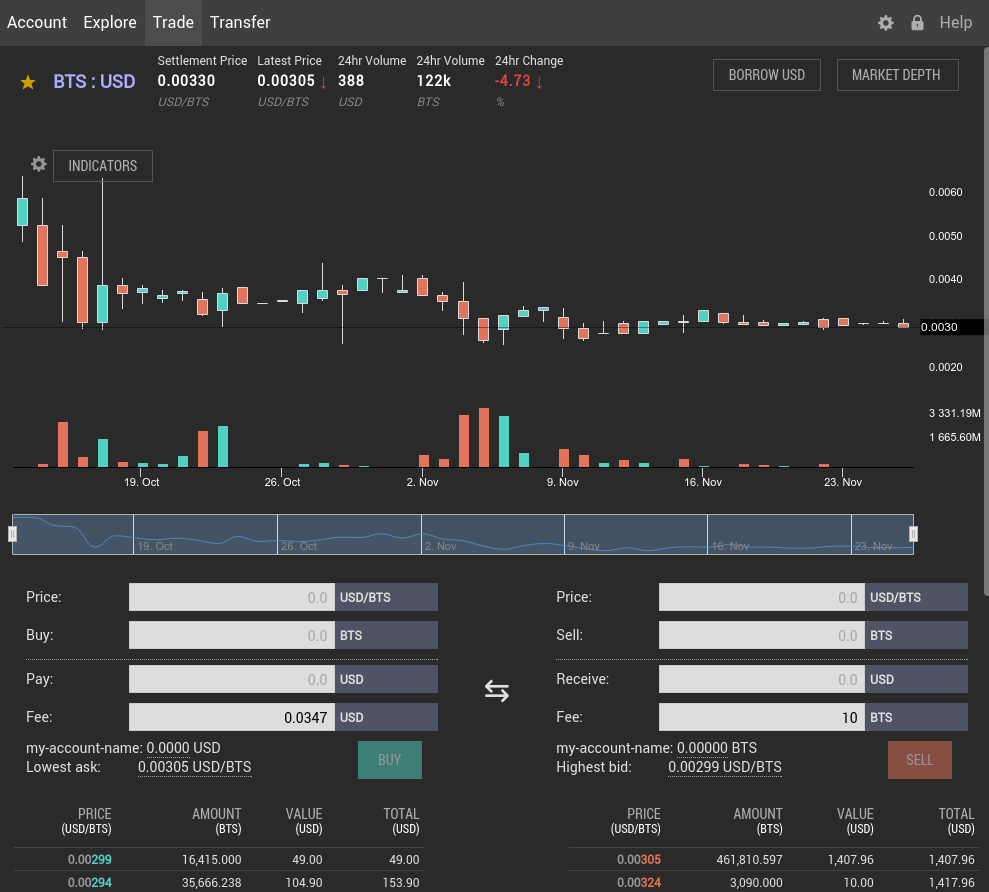 Account Explore Trade Transfer Help
Settlement Price Latest Price 24hr Volume 24hr Volume 24hr Change
BTS : USD 0.00330 0.00305 ↓ 388 122k -4.73 ↓ BORROW USD MARKET DEPTH
USD/BTS USD/BTS USD BTS %
INDICATORS
0.0060
0.0050
0.0040
0.0030
0.0020
3 331.19M
1 665.60M
19. Oct 26. Oct 2. Nov 9. Nov 16. Nov 23. Nov
19. Oct 26. Oct 2. Nov 9. Nov 16. Nov 23. Nov
Price: 0.0 USD/BTS Price: 0.0 USD/BTS
Buy: 0.0 BTS Sell: 0.0 BTS
Pay: 0.0 USD Receive: 0.0 USD
Fee: 0.0347 USD Fee: 10 BTS
my-account-name: 0.0000 USD BUY my-account-name: 0.00000 BTS SELL
Lowest ask: 0.00305 USD/BTS Highest bid: 0.00299 USD/BTS
PRICE AMOUNT VALUE TOTAL PRICE AMOUNT VALUE TOTAL
(USD/BTS) (BTS) (USD) (USD) (USD/BTS) (BTS) (USD) (USD)
0.00299 16,415.000 49.00 49.00 0.00305 461,810.597 1,407.96 1,407.96
0.00294 35,666.238 104.90 153.90 0.00324 3,090.000 10.00 1,417.96